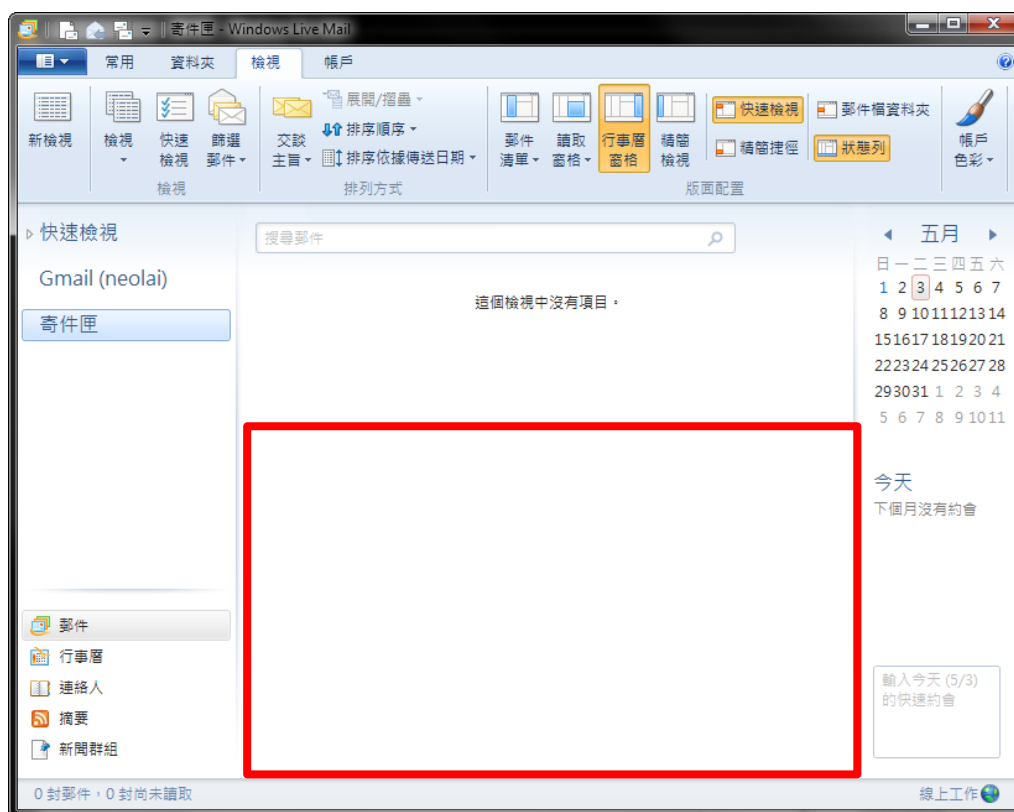 寄件匣 - Windows Live Mail
常用 資料夾 檢視 帳戶
新檢視
檢視
快速檢視
篩選郵件
檢視
交談主旨
展開/摺疊
排序順序
排序依據傳送日期
排列方式
郵件清單
讀取窗格
行事曆窗格
精簡檢視
快速檢視
精簡捷徑
郵件檔資料夾
狀態列
版面配置
帳戶色彩
快速檢視
Gmail (neolai)
寄件匣
郵件
行事曆
連絡人
摘要
新聞群組
搜尋郵件
這個檢視中沒有項目。
五月
日 一 二 三 四 五 六
1 2 3 4 5 6 7
8 9 10 11 12 13 14
15 16 17 18 19 20 21
22 23 24 25 26 27 28
29 30 31 1 2 3 4
5 6 7 8 9 10 11
今天
下個月沒有約會
輸入今天 (5/3)
的快速約會
0 封郵件，0 封尚未讀取
線上工作